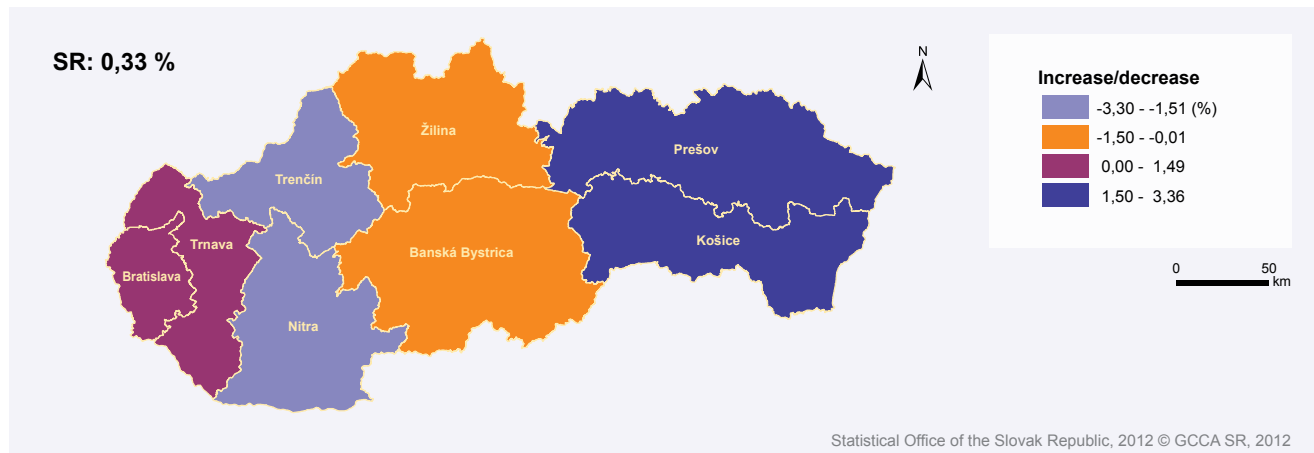 SR: 0,33 %
N
Increase/decrease
-3,30 - -1,51 (%)
-1,50 - -0,01
0,00 - 1,49
1,50 - 3,36
Žilina
Prešov
Trenčín
Košice
Trnava
Banská Bystrica
Bratislava
Nitra
0 50
km
Statistical Office of the Slovak Republic, 2012 © GCCA SR, 2012